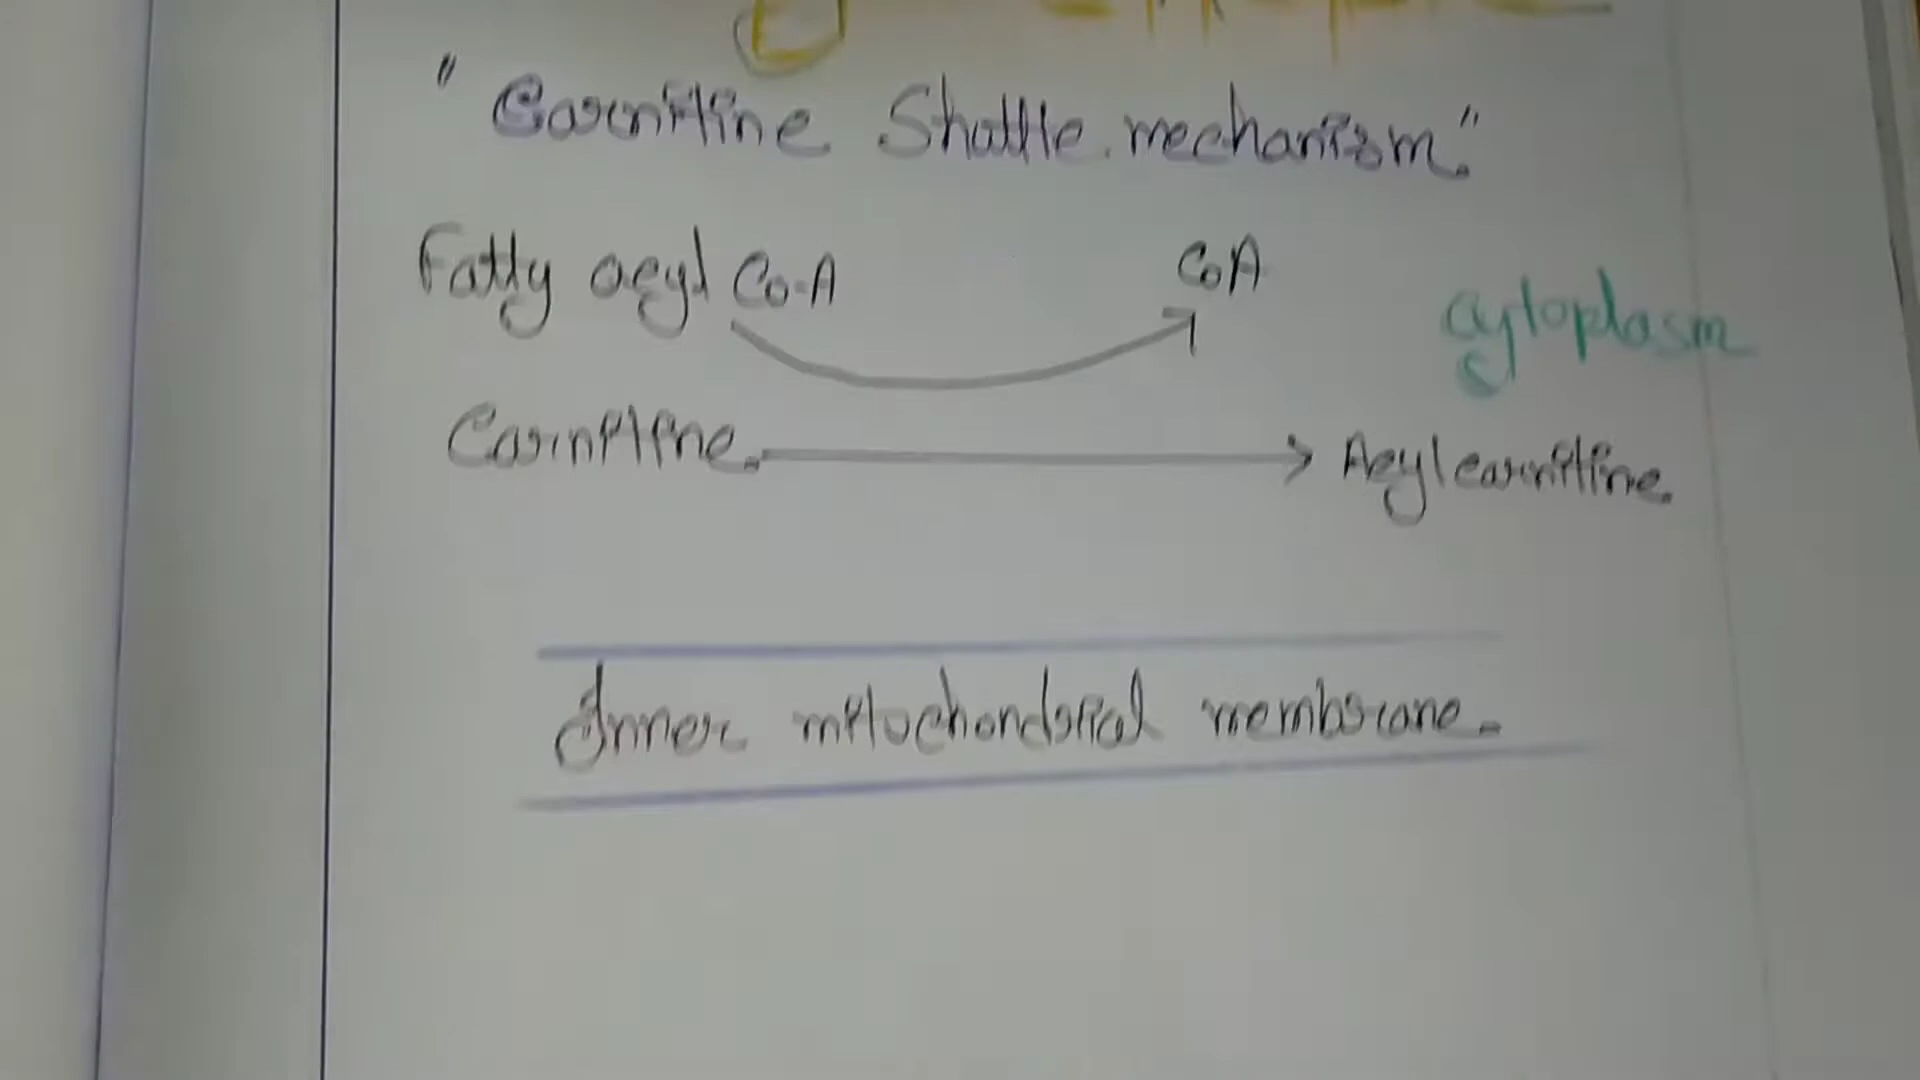 "Carnitine Shuttle mechanism."
Fatty acyl Co-A CoA
cytoplasm
Carnitine Acylcarnitine
Inner mitochondrial membrane